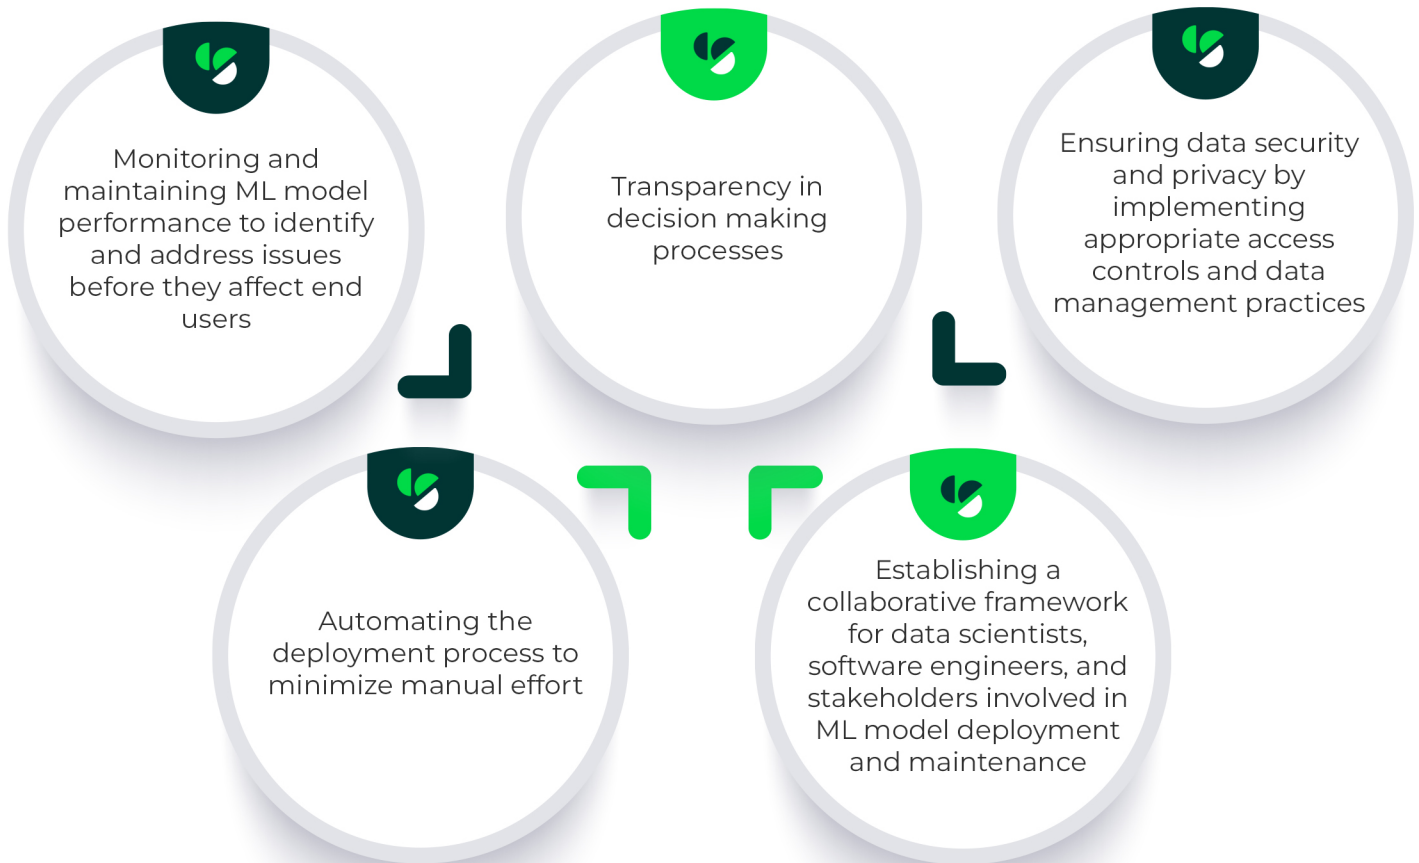 Monitoring and
maintaining ML model
performance to identify
and address issues
before they affect end
users
Transparency in
decision making
processes
Ensuring data security
and privacy by
implementing
appropriate access
controls and data
management practices
Automating the
deployment process to
minimize manual effort
Establishing a
collaborative framework
for data scientists,
software engineers, and
stakeholders involved in
ML model deployment
and maintenance